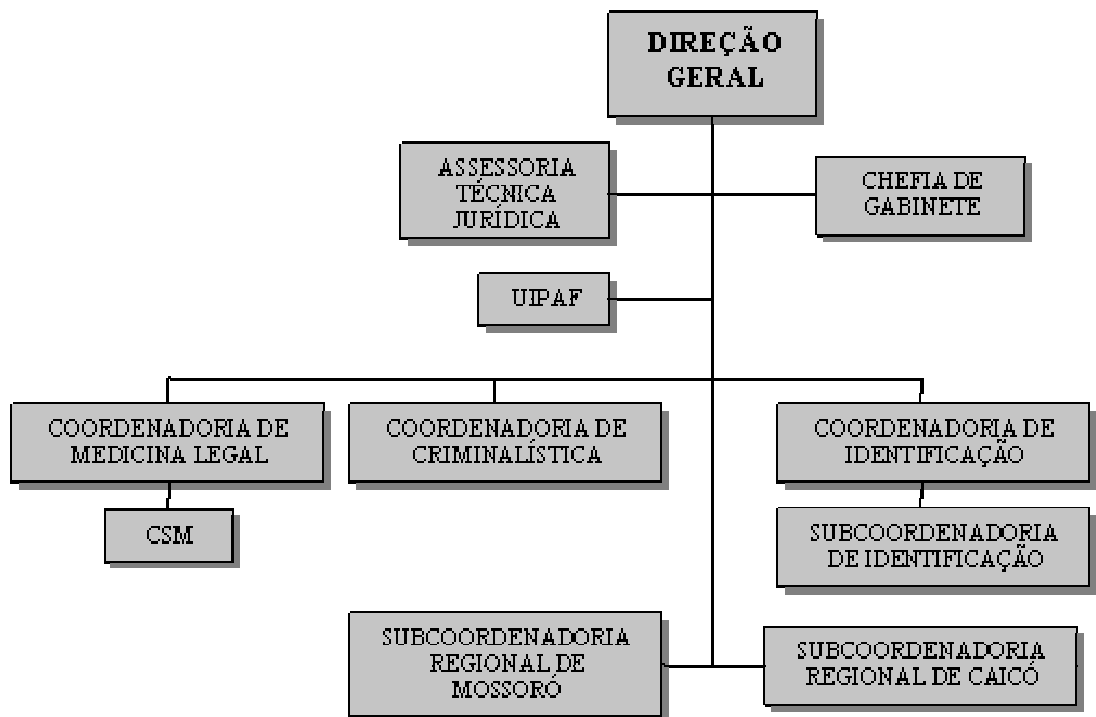 DIREÇÃO
GERAL
ASSESSORIA
TÉCNICA
JURÍDICA
CHEFIA DE
GABINETE
UIPAF
COORDENADORIA DE
MEDICINA LEGAL
COORDENADORIA DE
CRIMINALÍSTICA
COORDENADORIA DE
IDENTIFICAÇÃO
CSM
SUBCOORDENADORIA
DE IDENTIFICAÇÃO
SUBCOORDENADORIA
REGIONAL DE
MOSSORÓ
SUBCOORDENADORIA
REGIONAL DE CAICÓ